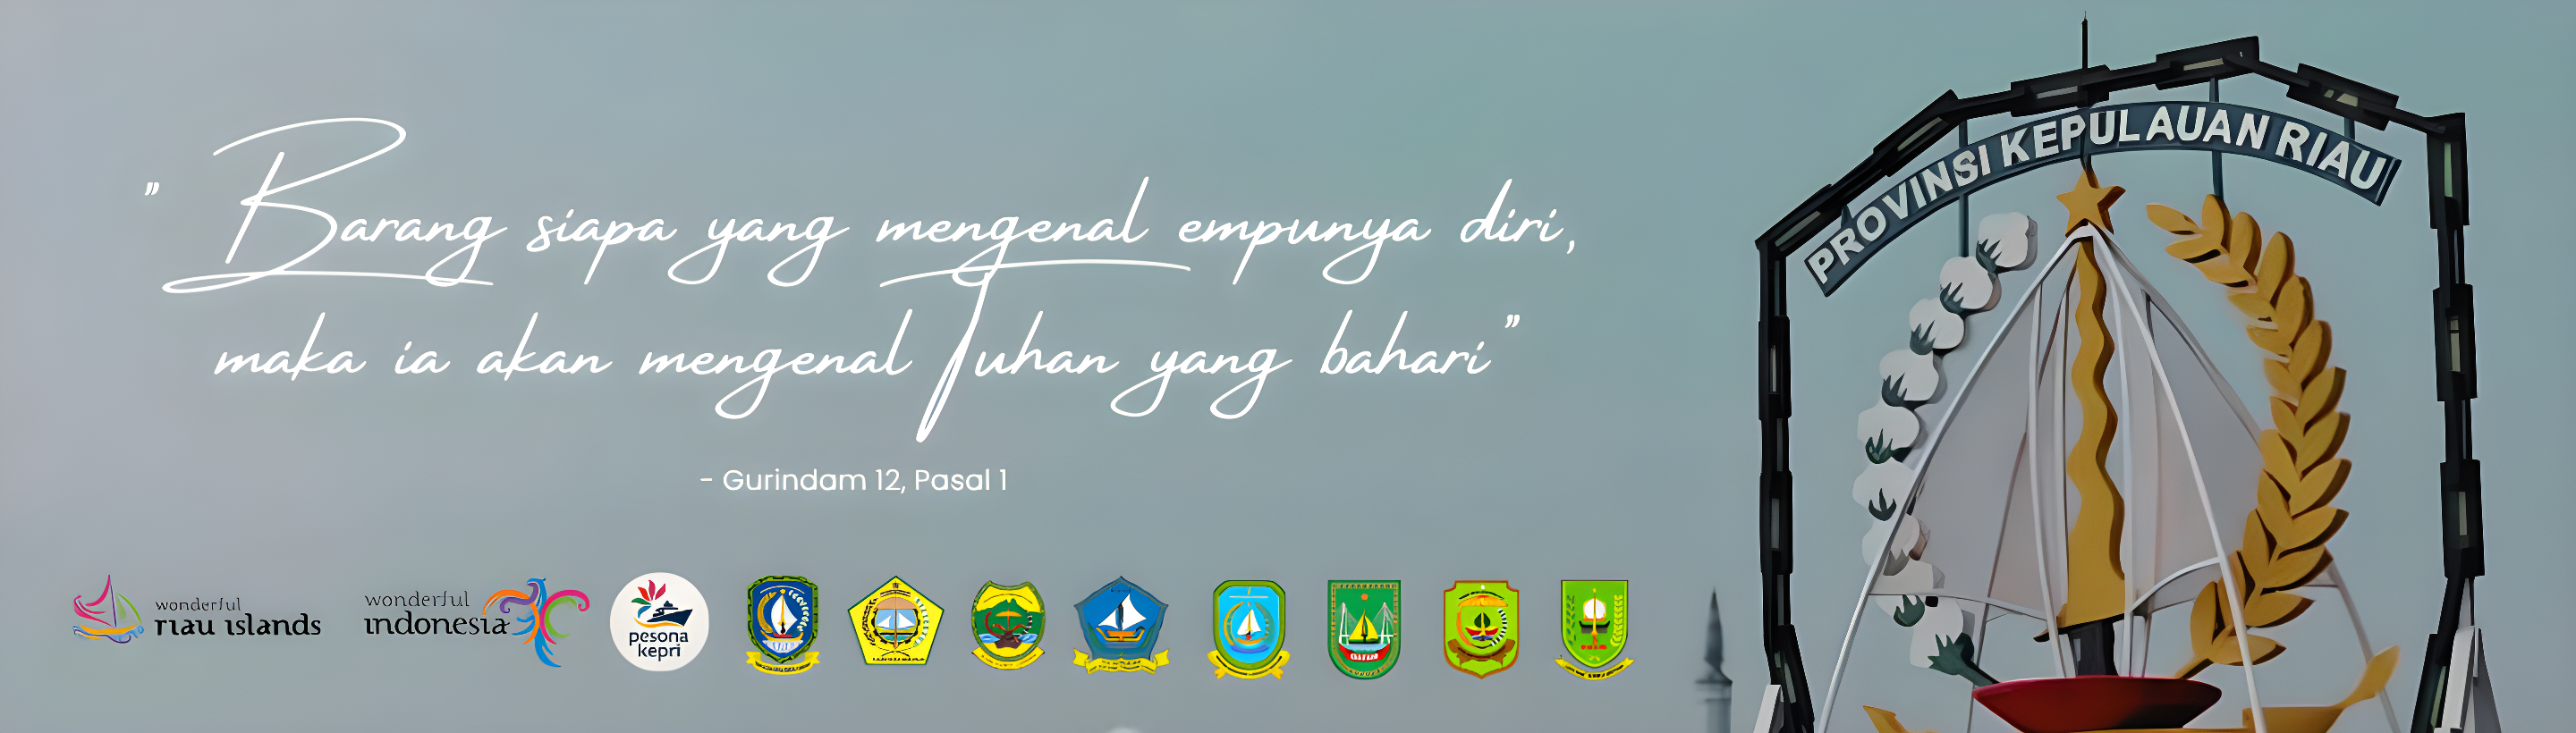 " Barang siapa yang mengenal empunya diri,
maka ia akan mengenal Tuhan yang bahari"
- Gurindam 12, Pasal 1
PROVINSI KEPULAUAN RIAU
wonderful
riau islands
wonderful
indonesia
pesona
kepri